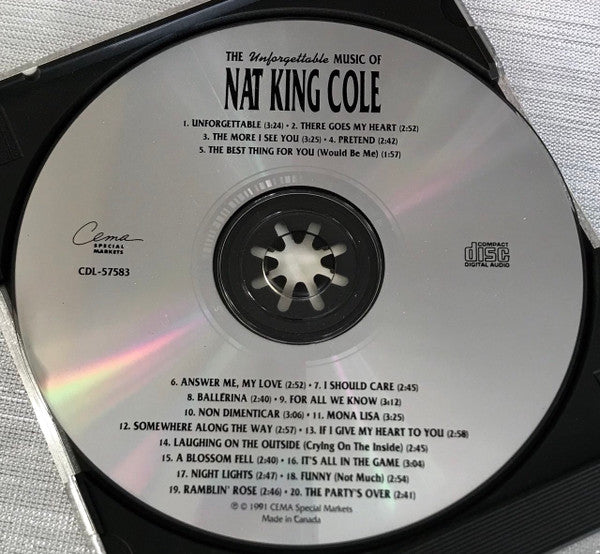 THE Unforgettable MUSIC OF
NAT KING COLE
1. UNFORGETTABLE (3:24) • 2. THERE GOES MY HEART (2:52)
3. THE MORE I SEE YOU (3:25) • 4. PRETEND (2:42)
5. THE BEST THING FOR YOU (Would Be Me) (1:57)
Cema
SPECIAL
MARKETS
CDL-57583
COMPACT
disc
DIGITAL AUDIO
6. ANSWER ME, MY LOVE (2:52) • 7. I SHOULD CARE (2:45)
8. BALLERINA (2:40) • 9. FOR ALL WE KNOW (3:12)
10. NON DIMENTICAR (3:06) • 11. MONA LISA (3:25)
12. SOMEWHERE ALONG THE WAY (2:57) • 13. IF I GIVE MY HEART TO YOU (2:58)
14. LAUGHING ON THE OUTSIDE (Crying On The Inside) (2:45)
15. A BLOSSOM FELL (2:40) • 16. IT'S ALL IN THE GAME (3:04)
17. NIGHT LIGHTS (2:47) • 18. FUNNY (Not Much) (2:54)
19. RAMBLIN' ROSE (2:46) • 20. THE PARTY'S OVER (2:41)
℗ © 1991 CEMA Special Markets
Made in Canada